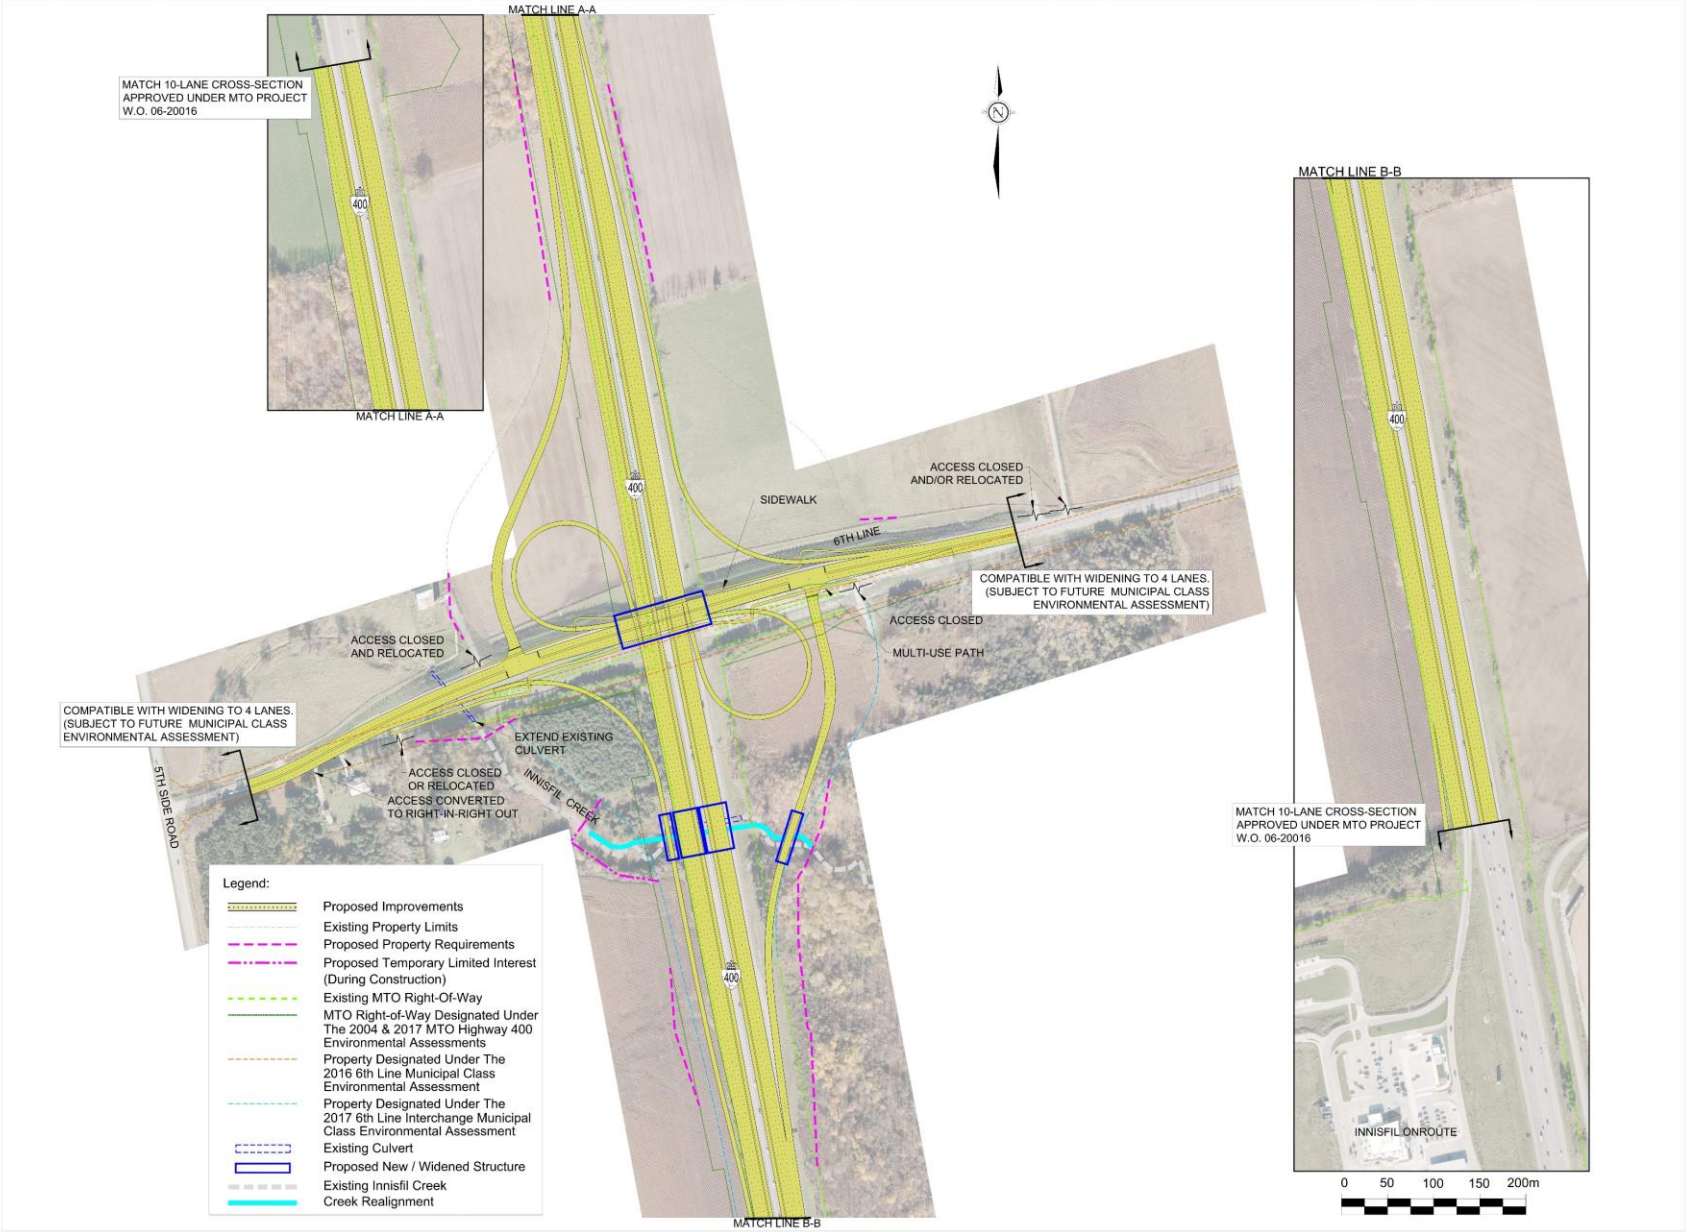 MATCH LINE A-A
MATCH 10-LANE CROSS-SECTION
APPROVED UNDER MTO PROJECT
W.O. 06-20016
400
MATCH LINE A-A
N
MATCH LINE B-B
400
MATCH 10-LANE CROSS-SECTION
APPROVED UNDER MTO PROJECT
W.O. 06-20016
INNISFIL ONROUTE
0 50 100 150 200m
400
SIDEWALK
ACCESS CLOSED
AND/OR RELOCATED
6TH LINE
COMPATIBLE WITH WIDENING TO 4 LANES.
(SUBJECT TO FUTURE MUNICIPAL CLASS
ENVIRONMENTAL ASSESSMENT)
ACCESS CLOSED
MULTI-USE PATH
ACCESS CLOSED
AND RELOCATED
COMPATIBLE WITH WIDENING TO 4 LANES.
(SUBJECT TO FUTURE MUNICIPAL CLASS
ENVIRONMENTAL ASSESSMENT)
5TH SIDE ROAD
EXTEND EXISTING
CULVERT
INNISFIL CREEK
ACCESS CLOSED
OR RELOCATED
ACCESS CONVERTED
TO RIGHT-IN-RIGHT OUT
400
MATCH LINE B-B
Legend:
Proposed Improvements
Existing Property Limits
Proposed Property Requirements
Proposed Temporary Limited Interest
(During Construction)
Existing MTO Right-Of-Way
MTO Right-of-Way Designated Under
The 2004 & 2017 MTO Highway 400
Environmental Assessments
Property Designated Under The
2016 6th Line Municipal Class
Environmental Assessment
Property Designated Under The
2017 6th Line Interchange Municipal
Class Environmental Assessment
Existing Culvert
Proposed New / Widened Structure
Existing Innisfil Creek
Creek Realignment